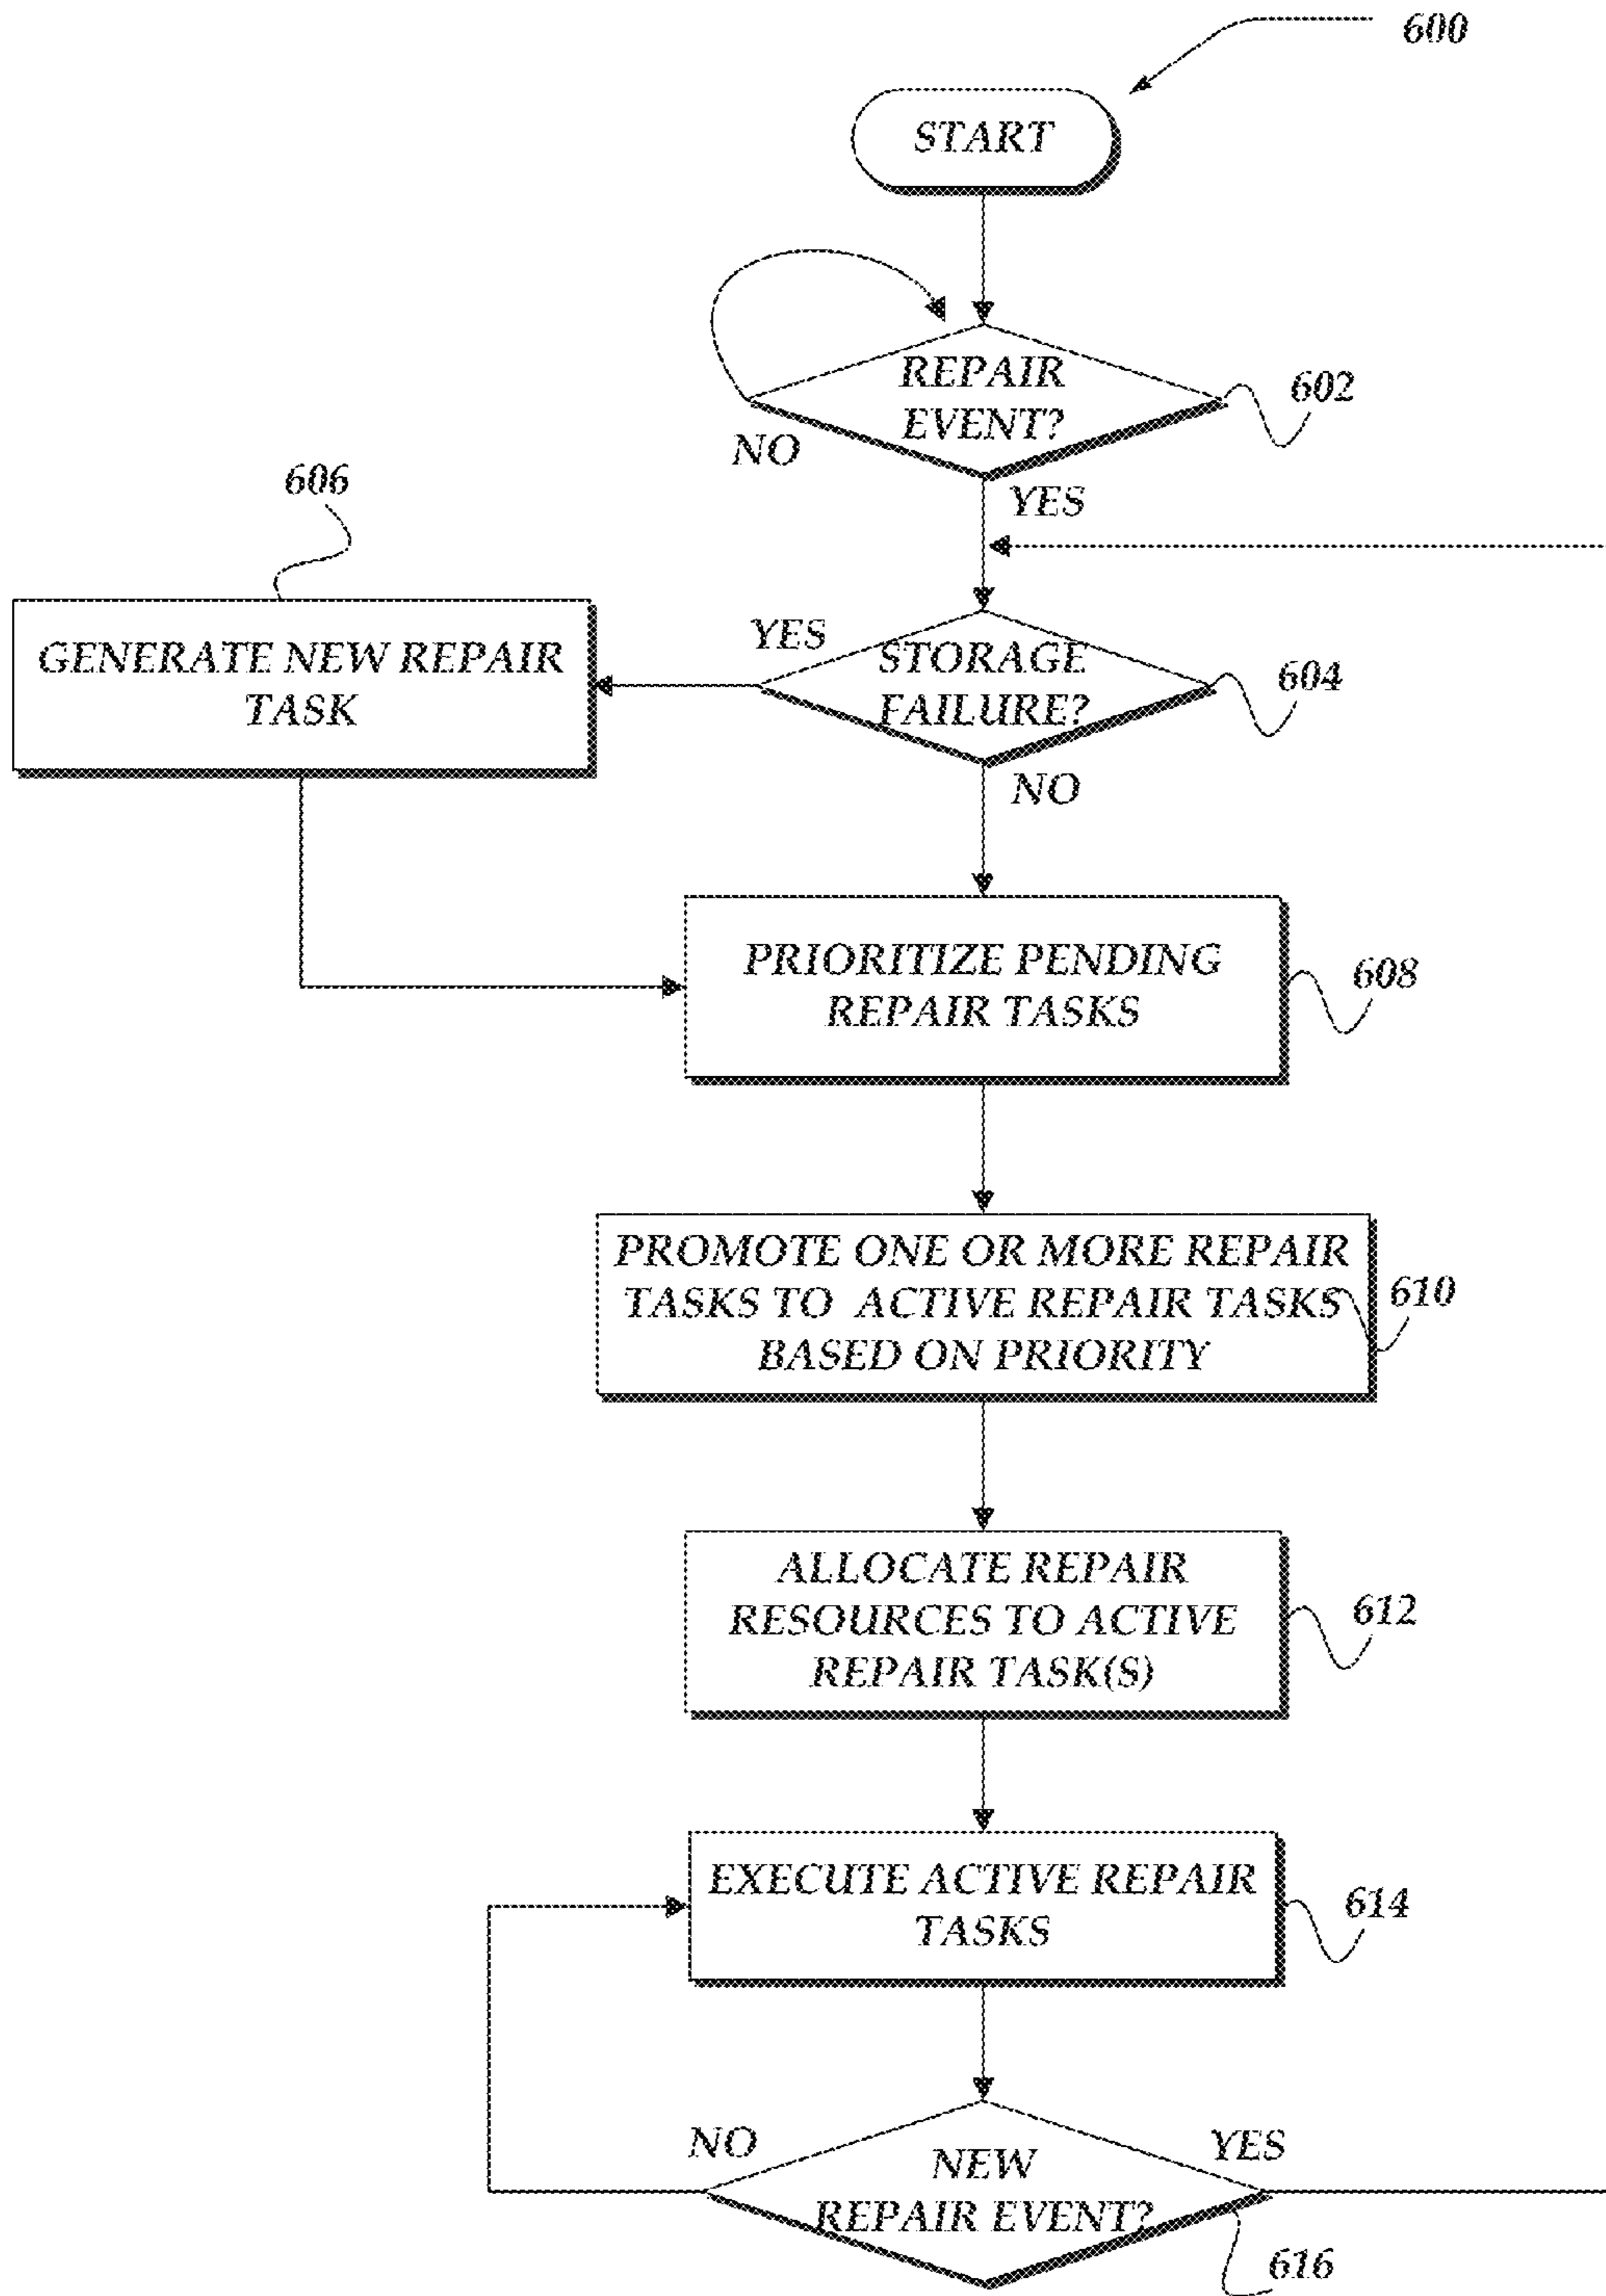 600
START
REPAIR
EVENT?
602
NO
YES
606
GENERATE NEW REPAIR
TASK
YES
STORAGE
FAILURE?
604
NO
PRIORITIZE PENDING
REPAIR TASKS
608
PROMOTE ONE OR MORE REPAIR
TASKS TO ACTIVE REPAIR TASKS
BASED ON PRIORITY
610
ALLOCATE REPAIR
RESOURCES TO ACTIVE
REPAIR TASK(S)
612
EXECUTE ACTIVE REPAIR
TASKS
614
NO
YES
NEW
REPAIR EVENT?
616